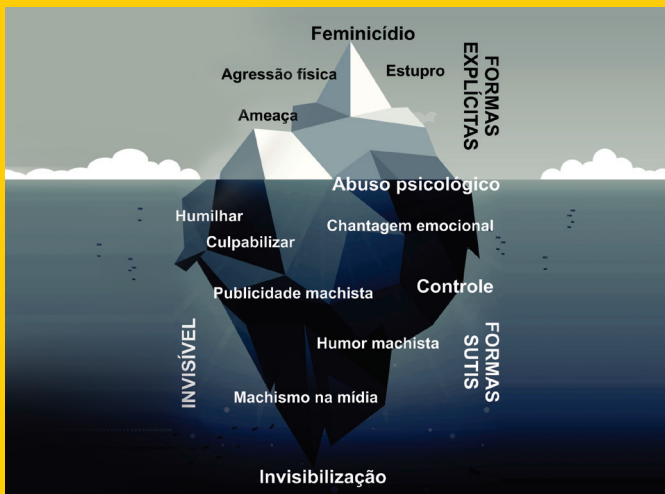 Feminicídio
Agressão física
Estupro
Ameaça
FORMAS
EXPLÍCITAS
Abuso psicológico
Humilhar
Chantagem emocional
Culpabilizar
Publicidade machista
Controle
INVISÍVEL
Humor machista
FORMAS
SUTIS
Machismo na mídia
Invisibilização